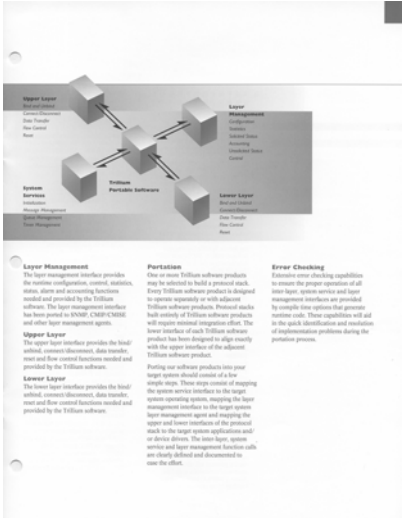 Upper Layer
Bind and Unbind
Connect/Disconnect
Data Transfer
Flow Control
Reset
Layer
Management
Configuration
Statistics
Solicited Status
Accounting
Unsolicited Status
Control
System
Services
Initialization
Message Management
Queue Management
Timer Management
Trillium
Portable Software
Lower Layer
Bind and Unbind
Connect/Disconnect
Data Transfer
Flow Control
Reset
Layer Management
The layer management interface provides
the runtime configuration, control, statistics,
status, alarm and accounting functions
needed and provided by the Trillium
software. The layer management interface
has been ported to SNMP, CMIP/CMISE
and other layer management agents.
Upper Layer
The upper layer interface provides the bind/
unbind, connect/disconnect, data transfer,
reset and flow control functions needed and
provided by the Trillium software.
Lower Layer
The lower layer interface provides the bind/
unbind, connect/disconnect, data transfer,
reset and flow control functions needed and
provided by the Trillium software.
Portation
One or more Trillium software products
may be selected to build a protocol stack.
Every Trillium software product is designed
to operate separately or with adjacent
Trillium software products. Protocol stacks
built entirely of Trillium software products
will require minimal integration effort. The
lower interface of each Trillium software
product has been designed to align exactly
with the upper interface of the adjacent
Trillium software product.
Porting our software products into your
target system should consist of a few
simple steps. These steps consist of mapping
the system service interface to the target
system operating system, mapping the layer
management interface to the target system
layer management agent and mapping the
upper and lower interfaces of the protocol
stack to the target system applications and/
or device drivers. The inter-layer, system
service and layer management function calls
are clearly defined and documented to
ease the effort.
Error Checking
Extensive error checking capabilities
to ensure the proper operation of all
inter-layer, system service and layer
management interfaces are provided
by compile time options that generate
runtime code. These capabilities will aid
in the quick identification and resolution
of implementation problems during the
portation process.